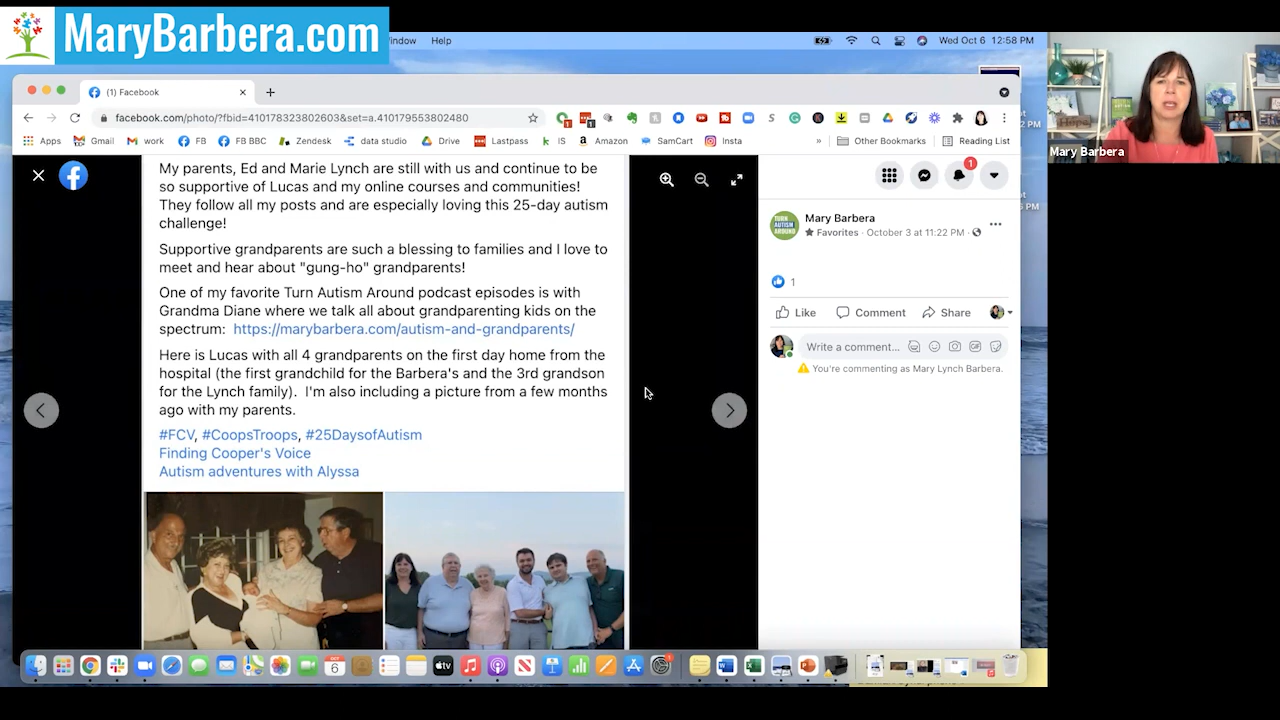 MaryBarbera.com
indow Help
Wed Oct 6 12:58 PM
(1) Facebook
facebook.com/photo/?fbid=410178323802603&set=a.410179553802480
Apps Gmail work FB FB BBC Zendesk data studio Drive Lastpass IS Amazon SamCart Insta » Other Bookmarks Reading List
My parents, Ed and Marie Lynch are still with us and continue to be
so supportive of Lucas and my online courses and communities!
They follow all my posts and are especially loving this 25-day autism
challenge!
Supportive grandparents are such a blessing to families and I love to
meet and hear about "gung-ho" grandparents!
One of my favorite Turn Autism Around podcast episodes is with
Grandma Diane where we talk all about grandparenting kids on the
spectrum: https://marybarbera.com/autism-and-grandparents/
Here is Lucas with all 4 grandparents on the first day home from the
hospital (the first grandchild for the Barbera's and the 3rd grandson
for the Lynch family). I'm also including a picture from a few months
ago with my parents.
#FCV, #CoopsTroops, #25DaysofAutism
Finding Cooper's Voice
Autism adventures with Alyssa
1
TURN
AUTISM
AROUND
Mary Barbera
Favorites · October 3 at 11:22 PM ·
1
Like Comment Share
Write a comment...
You're commenting as Mary Lynch Barbera.
Mary Barbera
Hope
OCT
6
tv